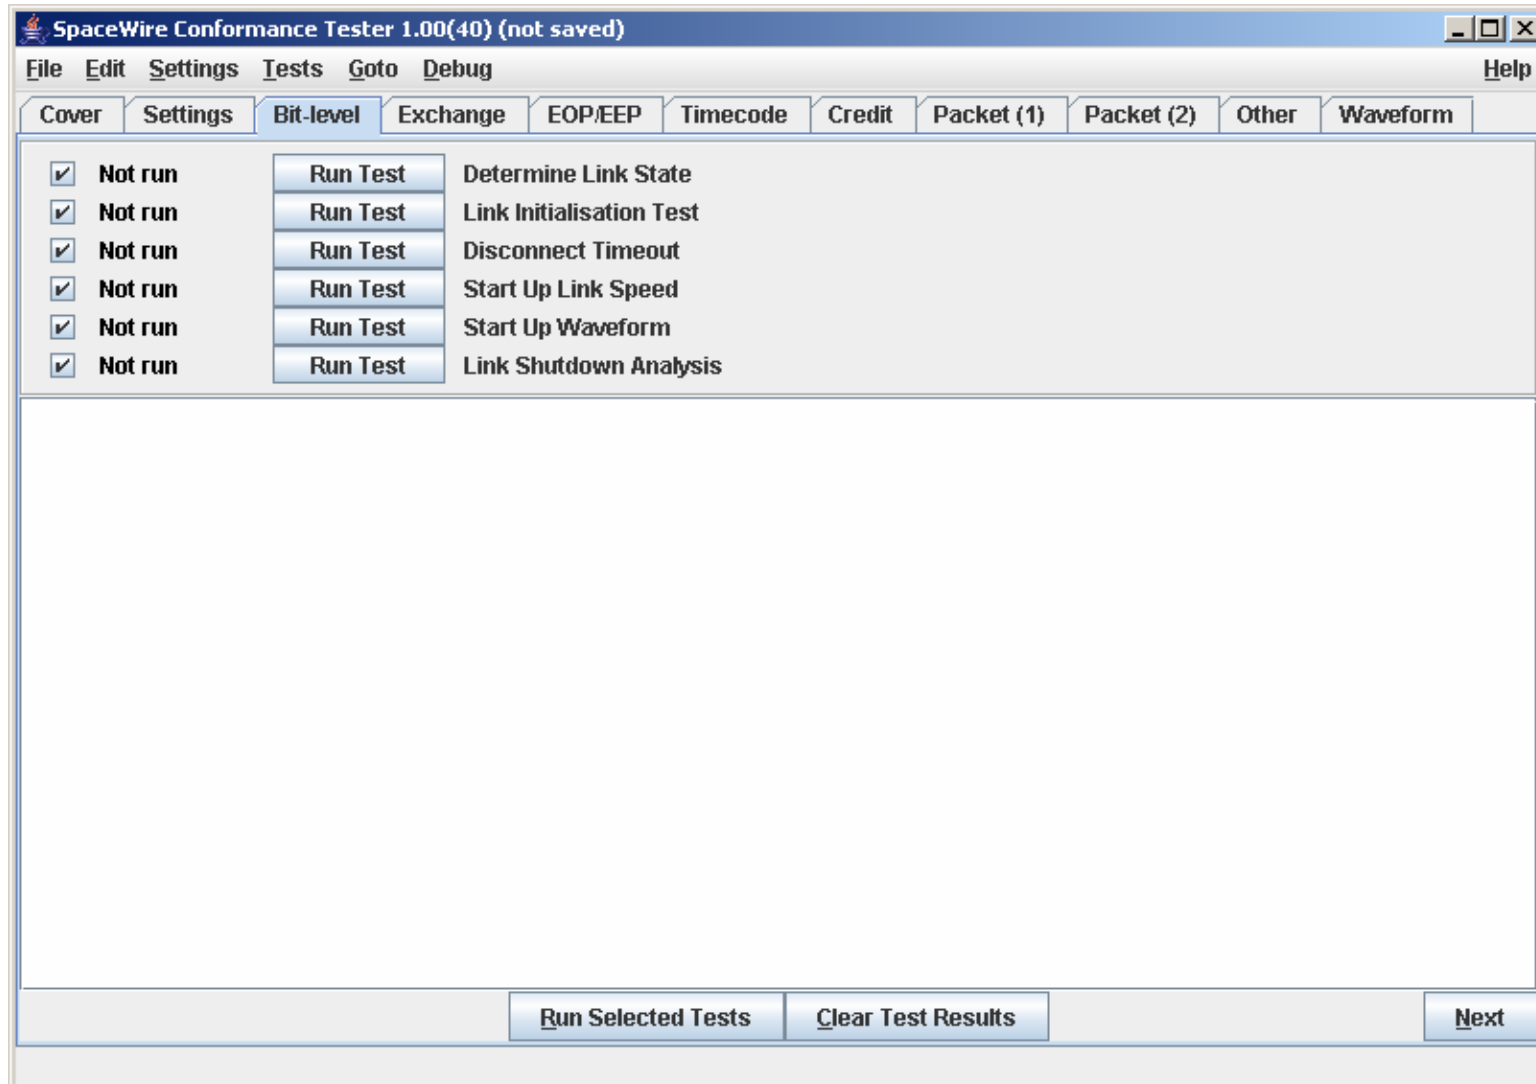 SpaceWire Conformance Tester 1.00(40) (not saved)
File Edit Settings Tests Goto Debug Help
Cover Settings Bit-level Exchange EOP/EEP Timecode Credit Packet (1) Packet (2) Other Waveform
Not run Run Test Determine Link State
Not run Run Test Link Initialisation Test
Not run Run Test Disconnect Timeout
Not run Run Test Start Up Link Speed
Not run Run Test Start Up Waveform
Not run Run Test Link Shutdown Analysis
Run Selected Tests Clear Test Results Next